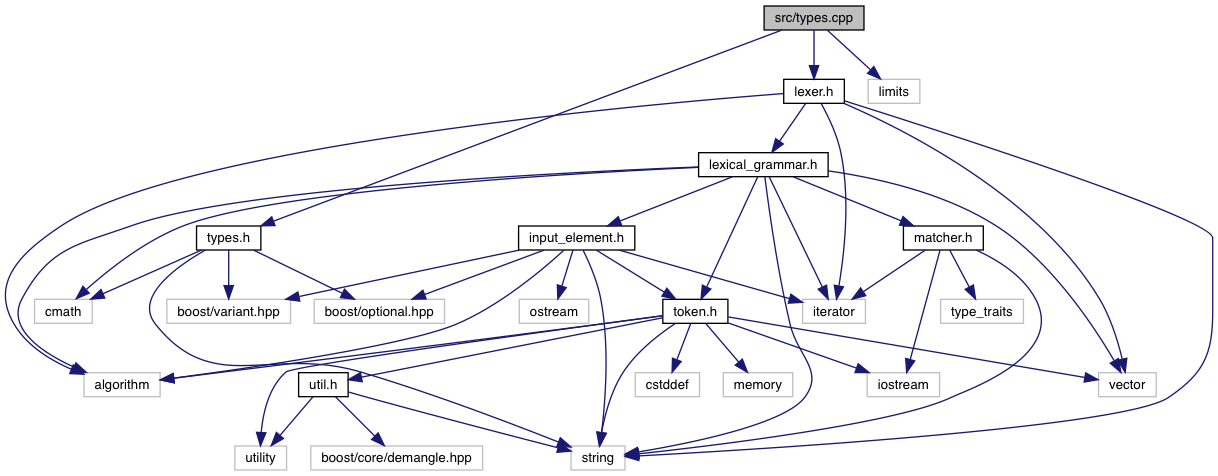 src/types.cpp
lexer.h
limits
lexical_grammar.h
types.h
input_element.h
matcher.h
cmath
boost/variant.hpp
boost/optional.hpp
ostream
token.h
iterator
type_traits
algorithm
util.h
cstddef
memory
iostream
vector
utility
boost/core/demangle.hpp
string